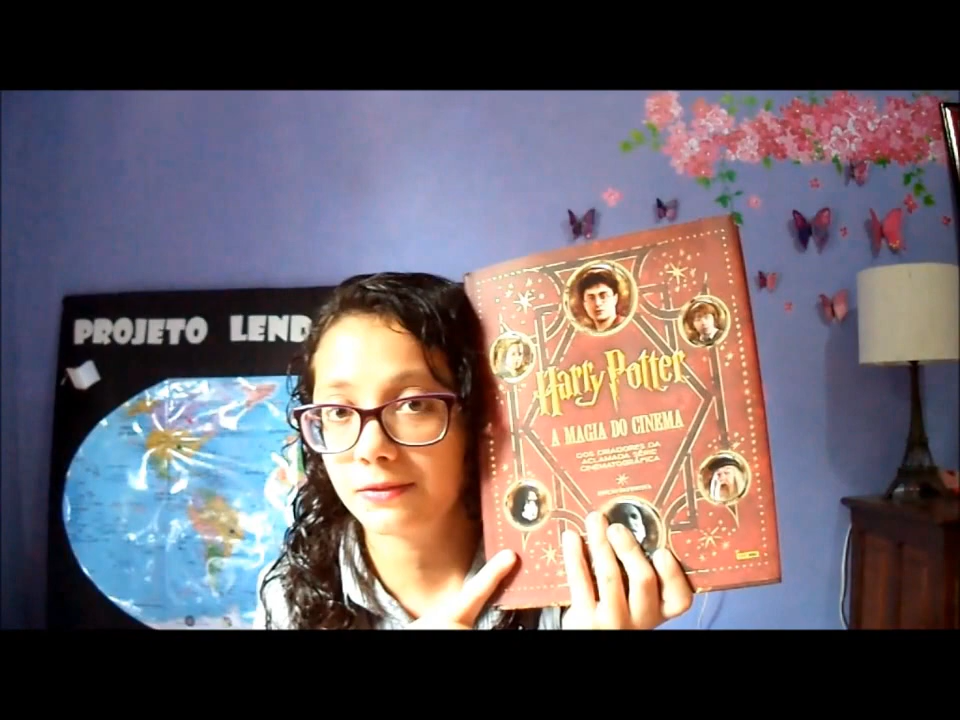 PROJETO LEND
Harry Potter
A MAGIA DO CINEMA
DOS CRIADORES DA
ACLAMADA SÉRIE
CINEMATOGRÁFICA